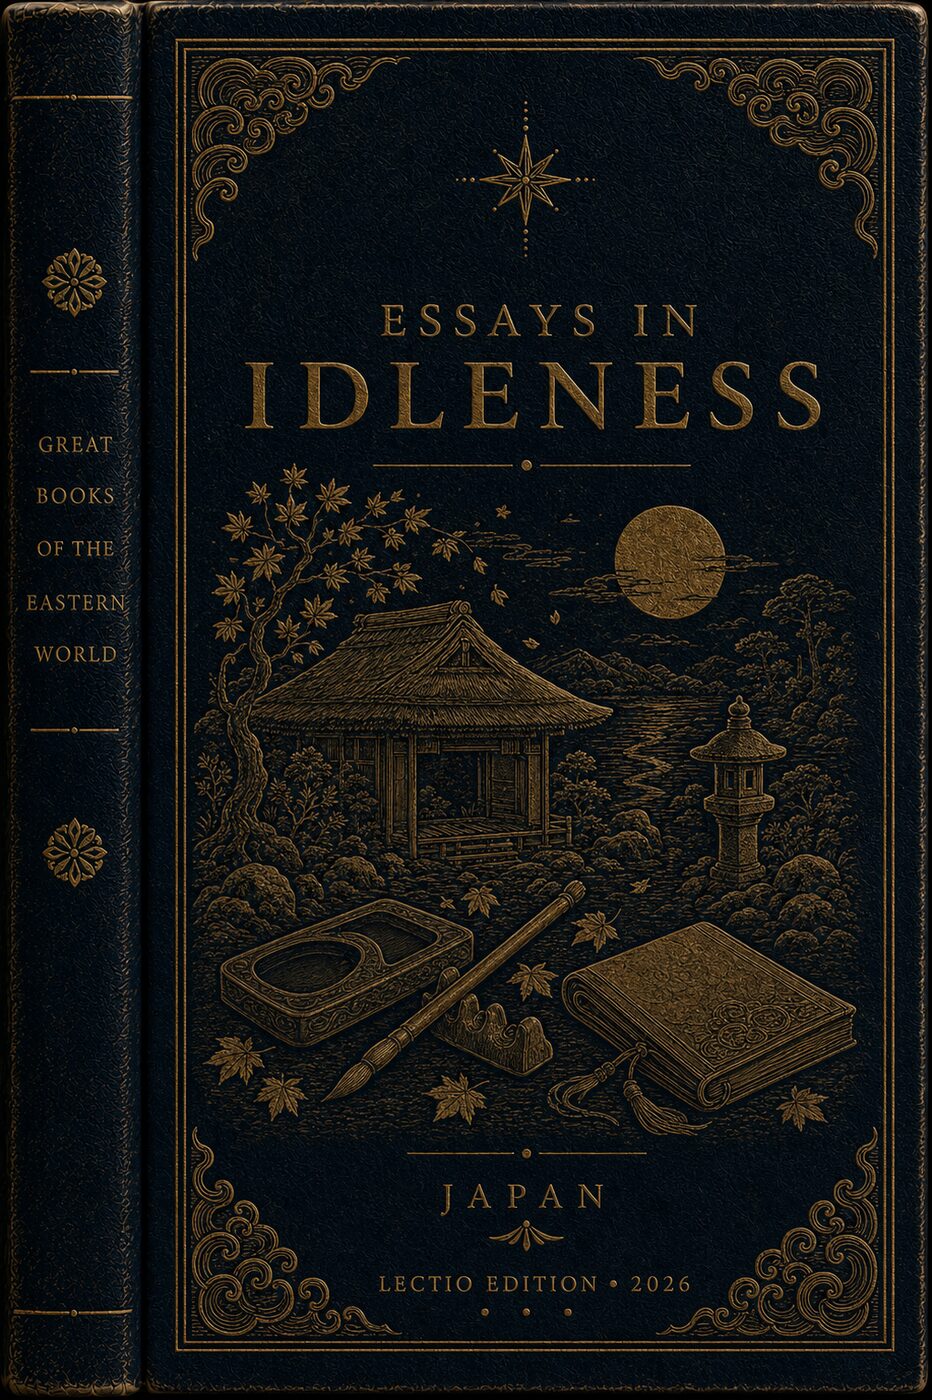 GREAT
BOOKS
OF THE
EASTERN
WORLD
ESSAYS IN
IDLENESS
JAPAN
LECTIO EDITION • 2026